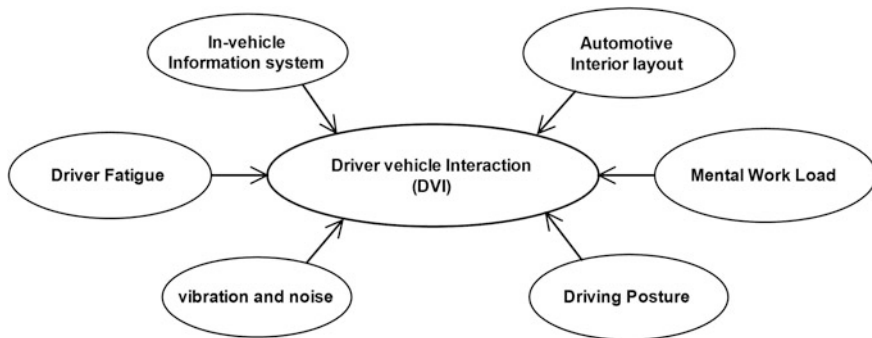 In-vehicle
Information system
Automotive
Interior layout
Driver Fatigue
Driver vehicle Interaction
(DVI)
Mental Work Load
vibration and noise
Driving Posture